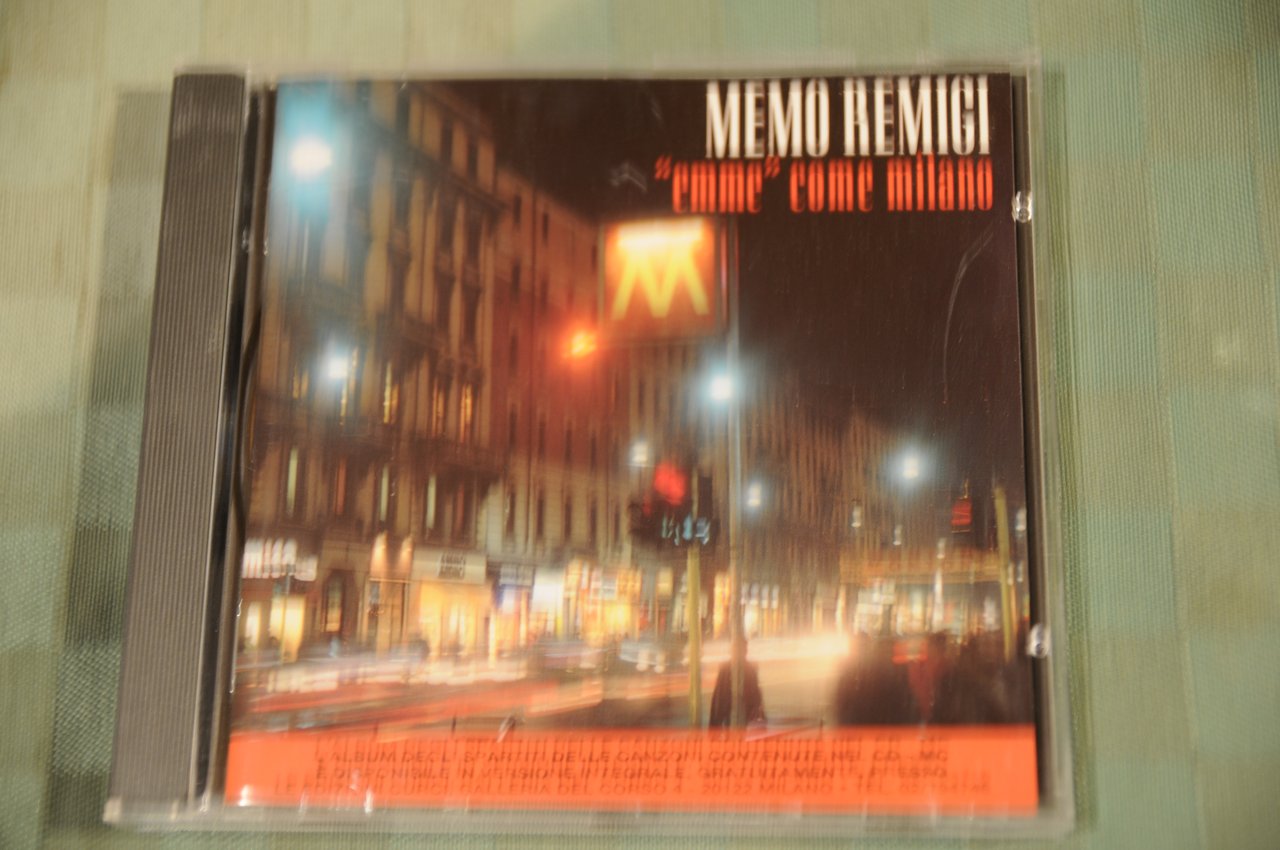 MEMO REMIGI
"emme" come milano
M
L'ALBUM DEGLI SPARTITI DELLE CANZONI CONTENUTE NEL CD - MC
È DISPONIBILE IN VERSIONE INTEGRALE, GRATUITAMENTE, PRESSO
LE EDIZIONI CURCI, GALLERIA DEL CORSO 4 - 20122 MILANO - TEL.